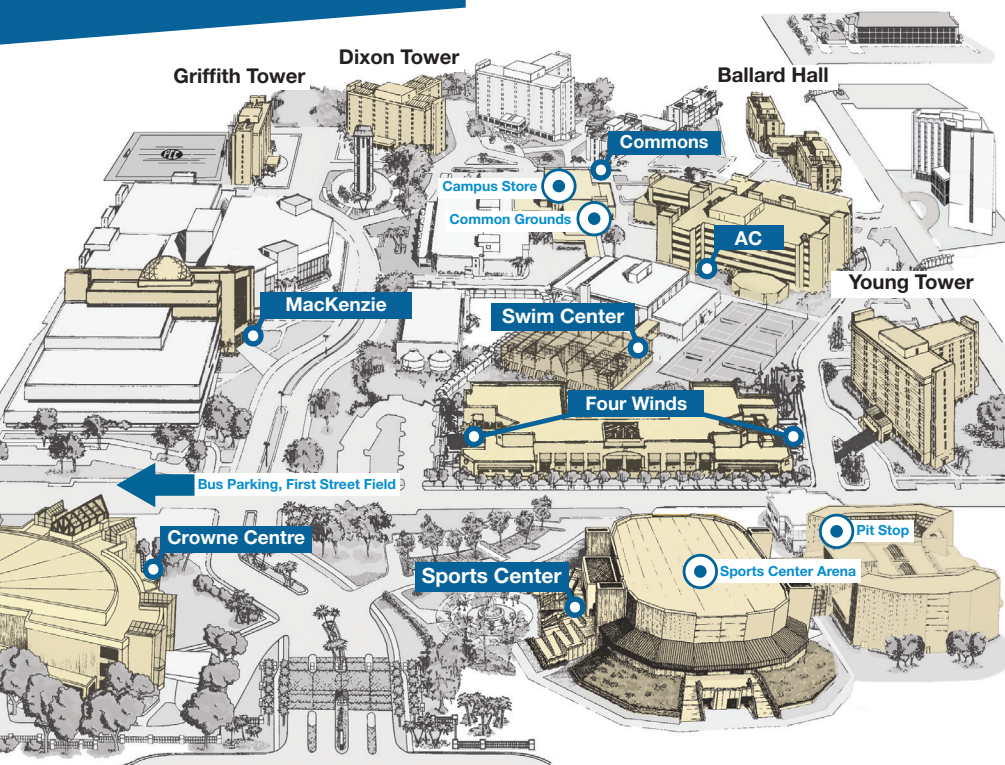 Dixon Tower
Griffith Tower
Ballard Hall
Commons
PCC
Campus Store
Common Grounds
AC
Young Tower
MacKenzie
Swim Center
Four Winds
Bus Parking, First Street Field
Crowne Centre
Pit Stop
Sports Center
Sports Center Arena